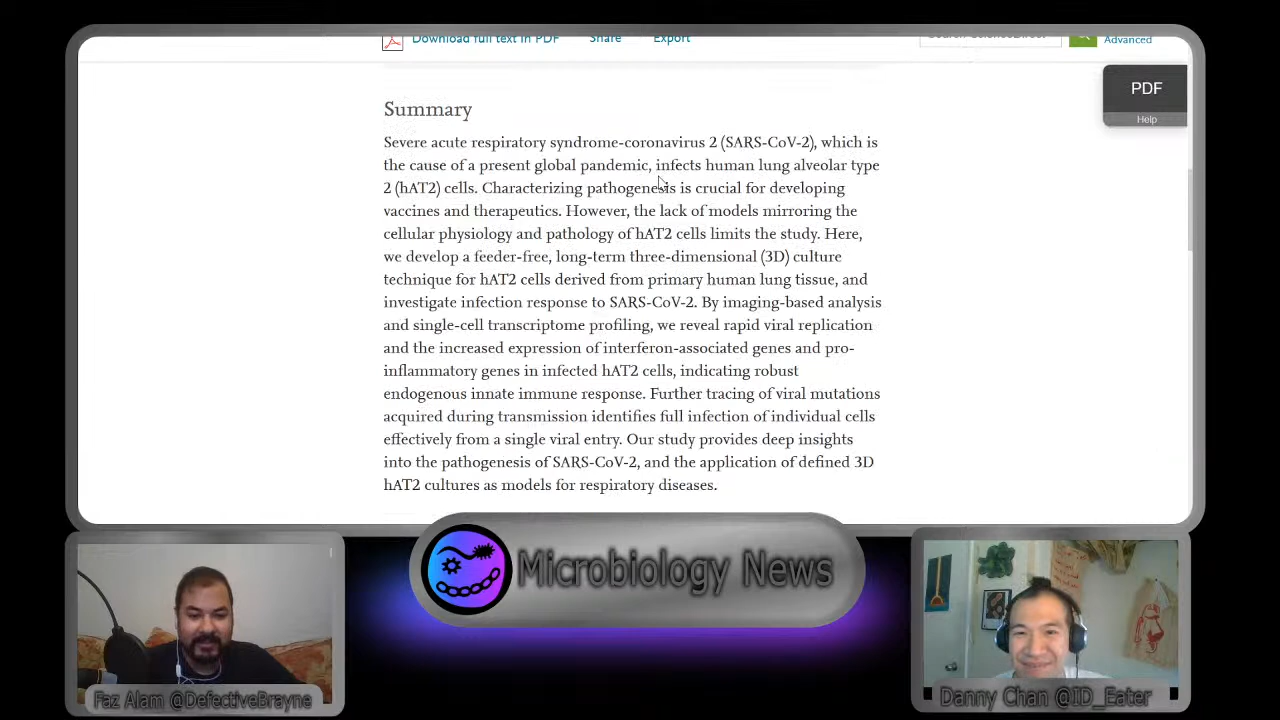 Download full text in PDF Share Export
Advanced
PDF
Help
Summary
Severe acute respiratory syndrome-coronavirus 2 (SARS-CoV-2), which is
the cause of a present global pandemic, infects human lung alveolar type
2 (hAT2) cells. Characterizing pathogenesis is crucial for developing
vaccines and therapeutics. However, the lack of models mirroring the
cellular physiology and pathology of hAT2 cells limits the study. Here,
we develop a feeder-free, long-term three-dimensional (3D) culture
technique for hAT2 cells derived from primary human lung tissue, and
investigate infection response to SARS-CoV-2. By imaging-based analysis
and single-cell transcriptome profiling, we reveal rapid viral replication
and the increased expression of interferon-associated genes and pro-
inflammatory genes in infected hAT2 cells, indicating robust
endogenous innate immune response. Further tracing of viral mutations
acquired during transmission identifies full infection of individual cells
effectively from a single viral entry. Our study provides deep insights
into the pathogenesis of SARS-CoV-2, and the application of defined 3D
hAT2 cultures as models for respiratory diseases.
Microbiology News
Faz Alam @DefectiveBrayne
Danny Chan @ID_Eater